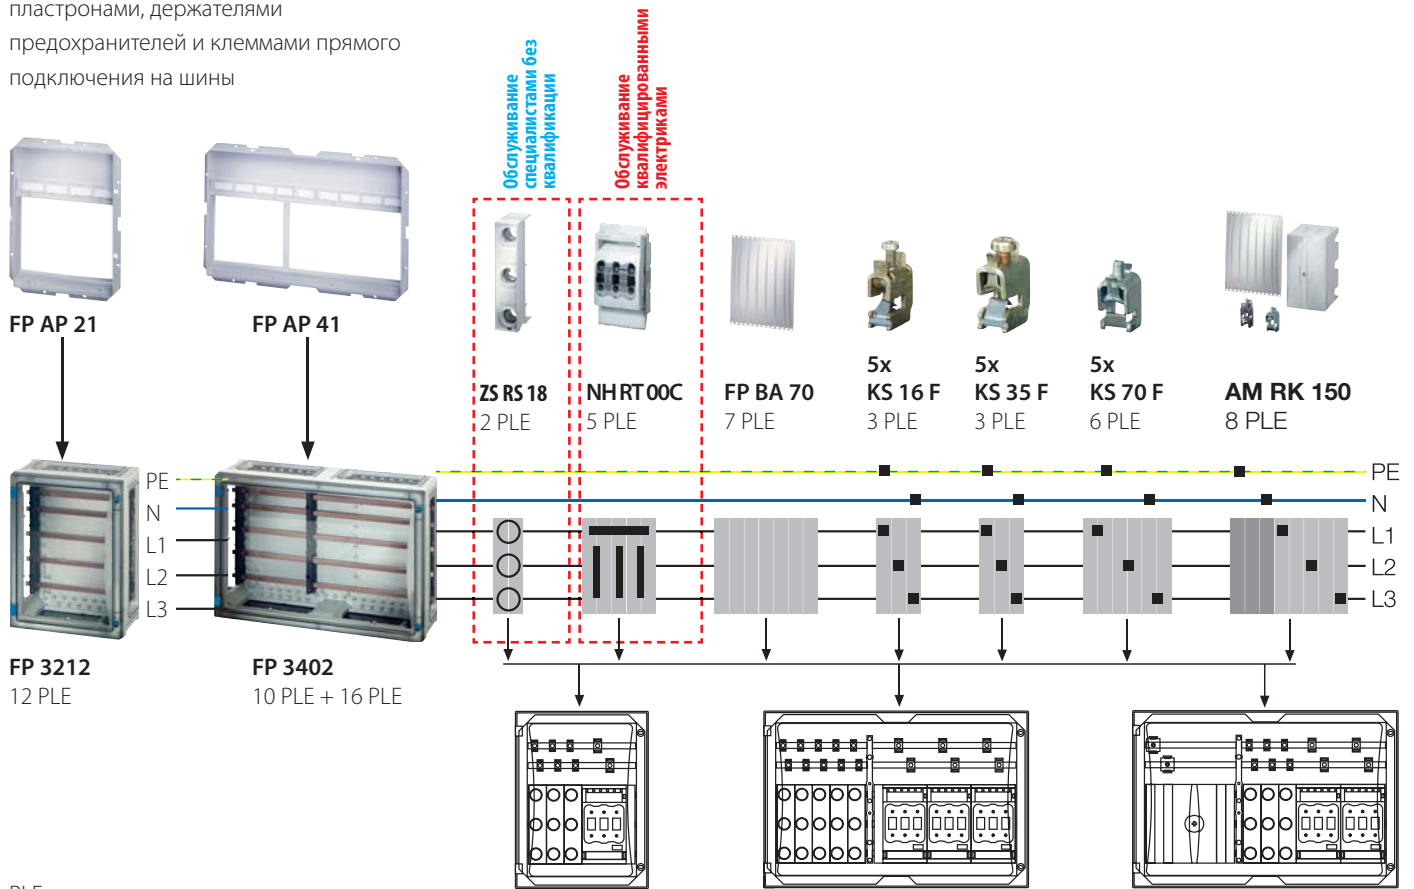 пластронами, держателями
предохранителей и клеммами прямого
подключения на шины
Обслуживание
специалистами без
квалификации
Обслуживание
квалифицированными
электриками
FP AP 21
FP AP 41
ZS RS 18
2 PLE
NH RT 00C
5 PLE
FP BA 70
7 PLE
5x
KS 16 F
3 PLE
5x
KS 35 F
3 PLE
5x
KS 70 F
6 PLE
AM RK 150
8 PLE
PE
N
L1
L2
L3
PE
N
L1
L2
L3
FP 3212
12 PLE
FP 3402
10 PLE + 16 PLE